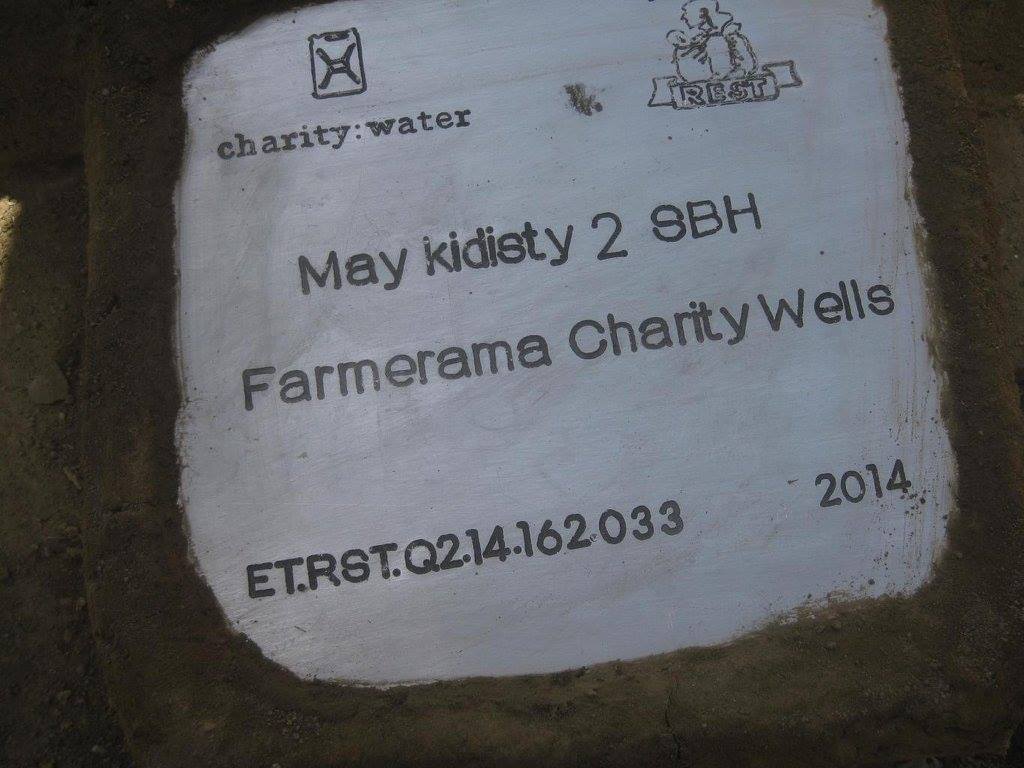 charity: water
REST
May kidisty 2 SBH
Farmerama Charity Wells
ET.RST.Q2.14.162.033
2014